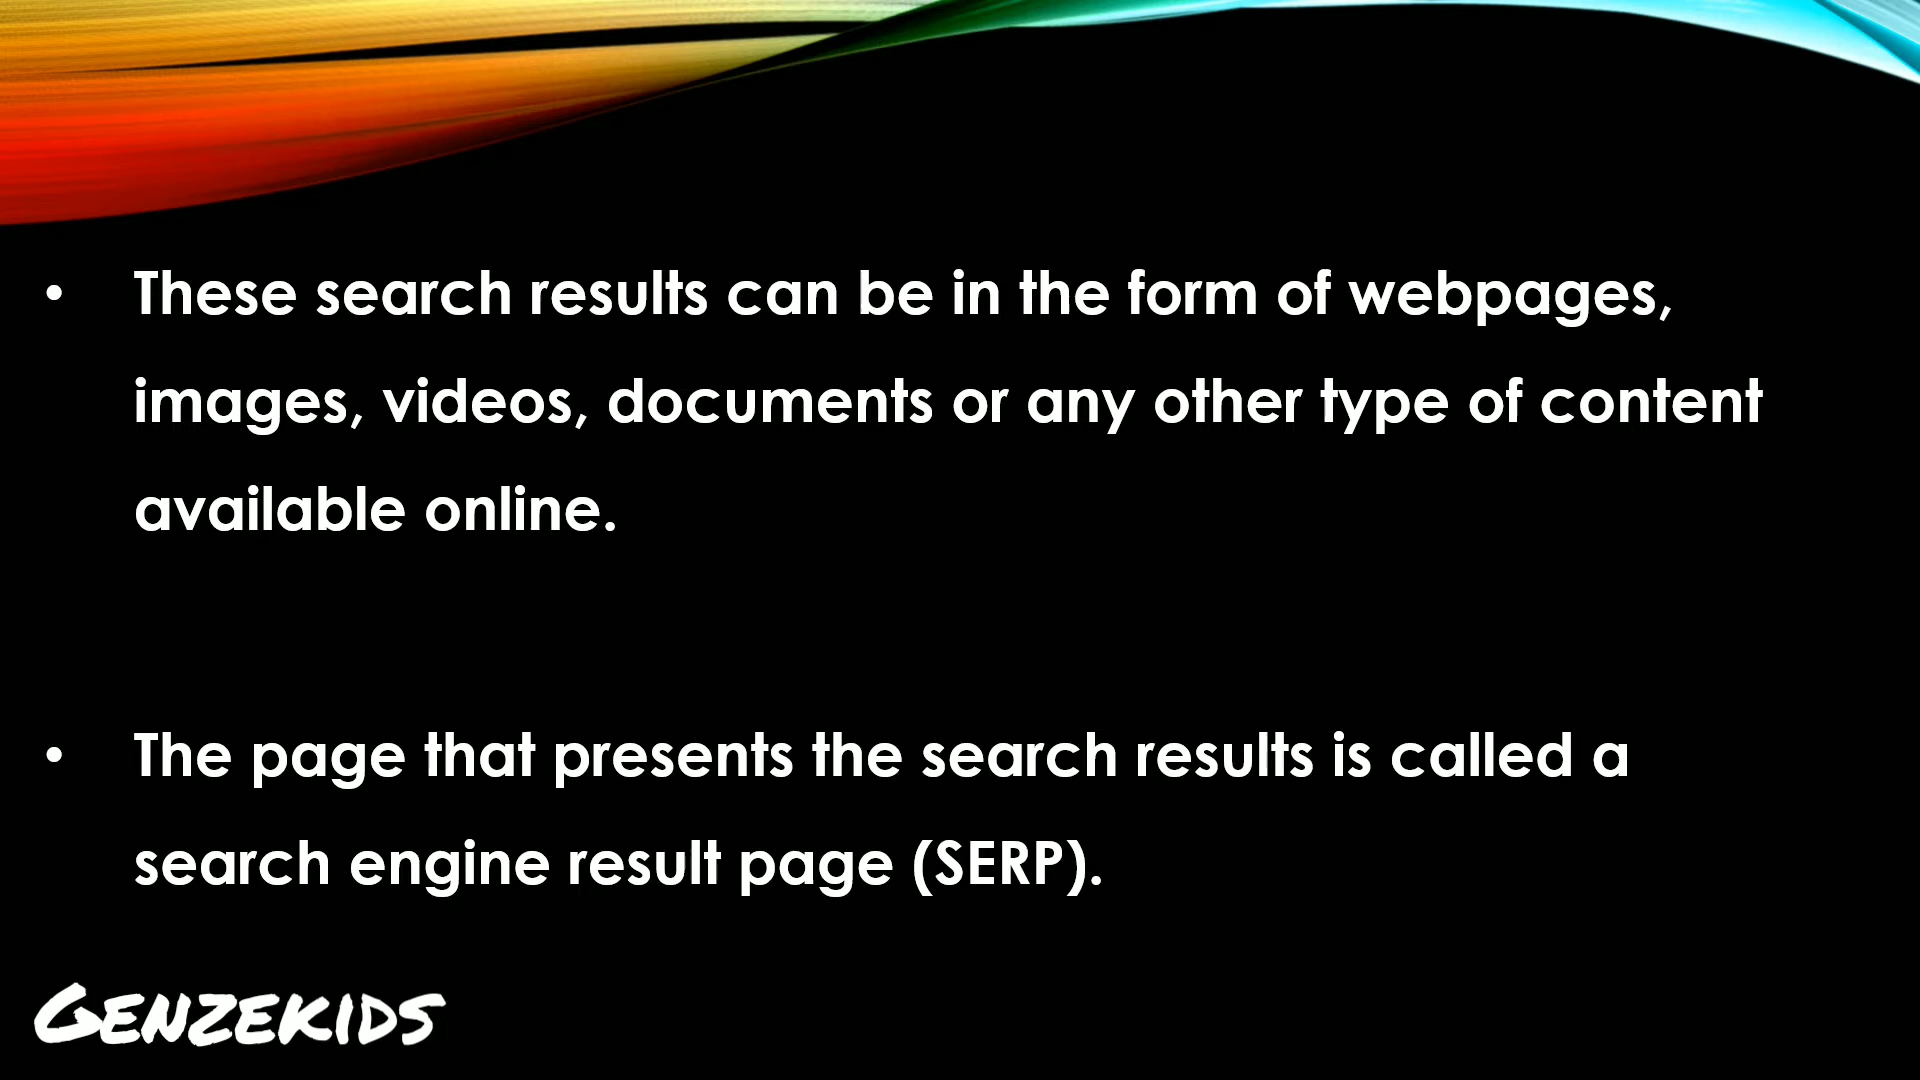 • These search results can be in the form of webpages,
images, videos, documents or any other type of content
available online.
• The page that presents the search results is called a
search engine result page (SERP).
GENZEKIDS